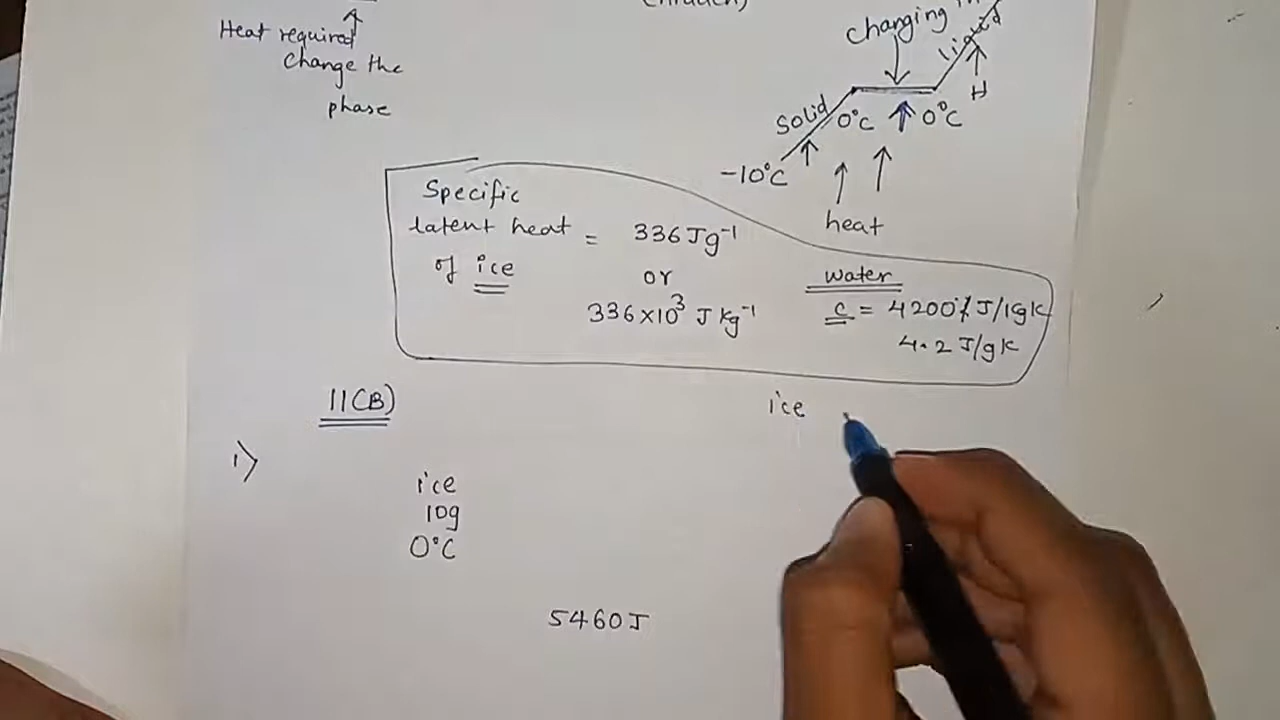 Heat required
change the
phase
changing
liquid
H
solid
0°C
0°C
-10°C
heat
Specific
latent heat = 336 Jg⁻¹
of ice
or
336×10³ J kg⁻¹
water
c = 4200 J/kgK
4.2 J/gK
11(B)
ice
1)
ice
10g
0°C
5460J